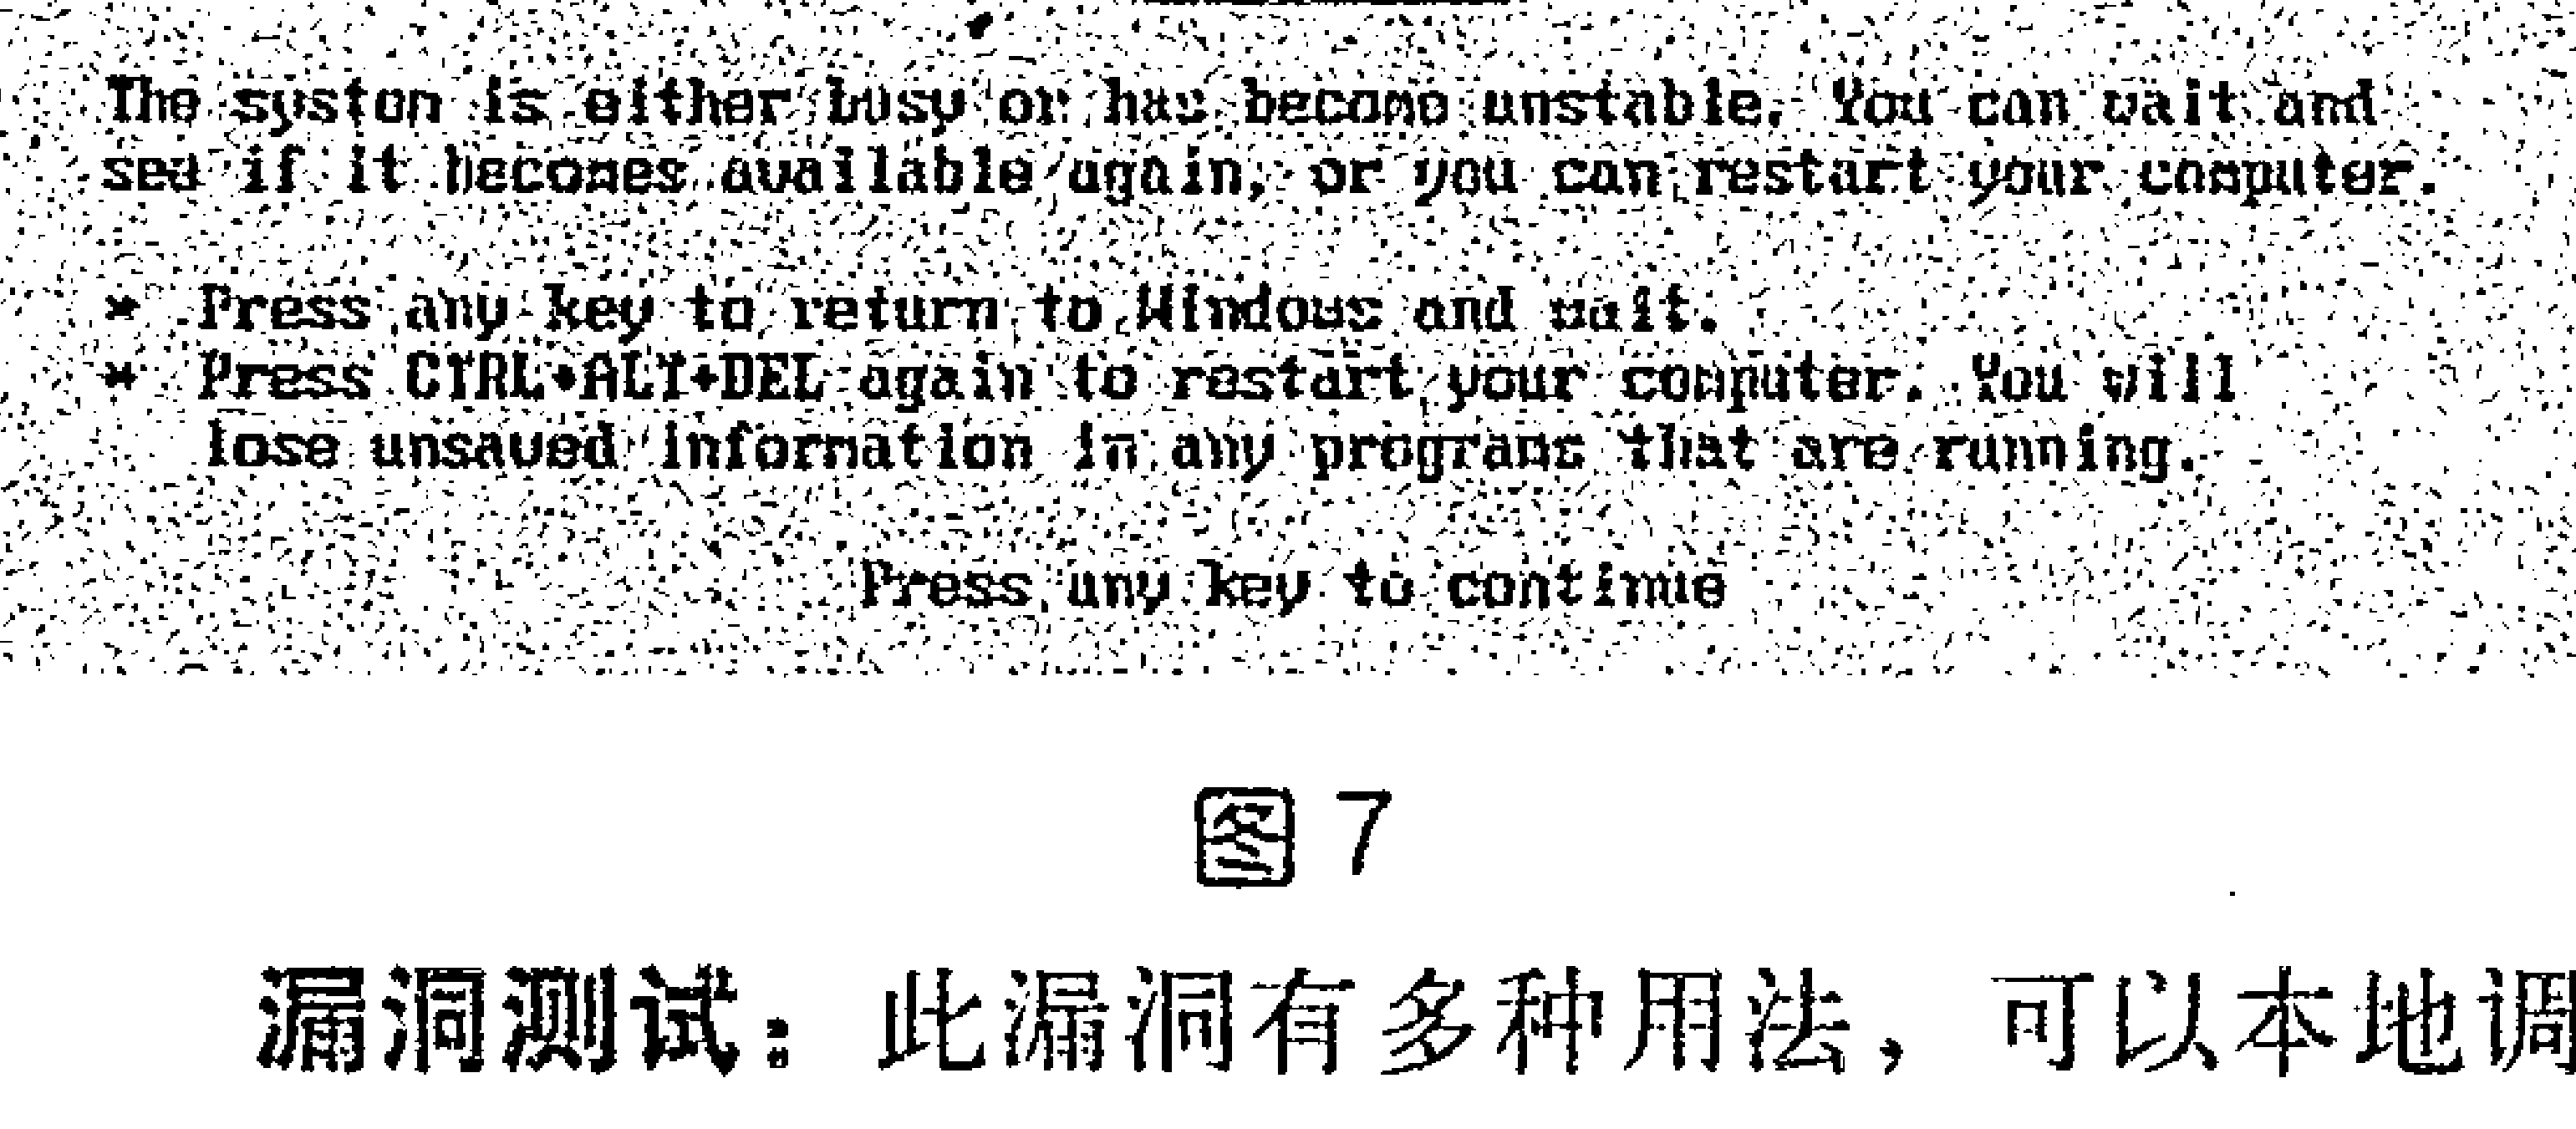 The system is either busy or has become unstable. You can wait and
see if it becomes available again, or you can restart your computer.
* Press any key to return to Windows and wait.
* Press CTRL+ALT+DEL again to restart your computer. You will
lose unsaved information in any programs that are running.
Press any key to continue
图 7
漏洞测试：此漏洞有多种用法，可以本地调